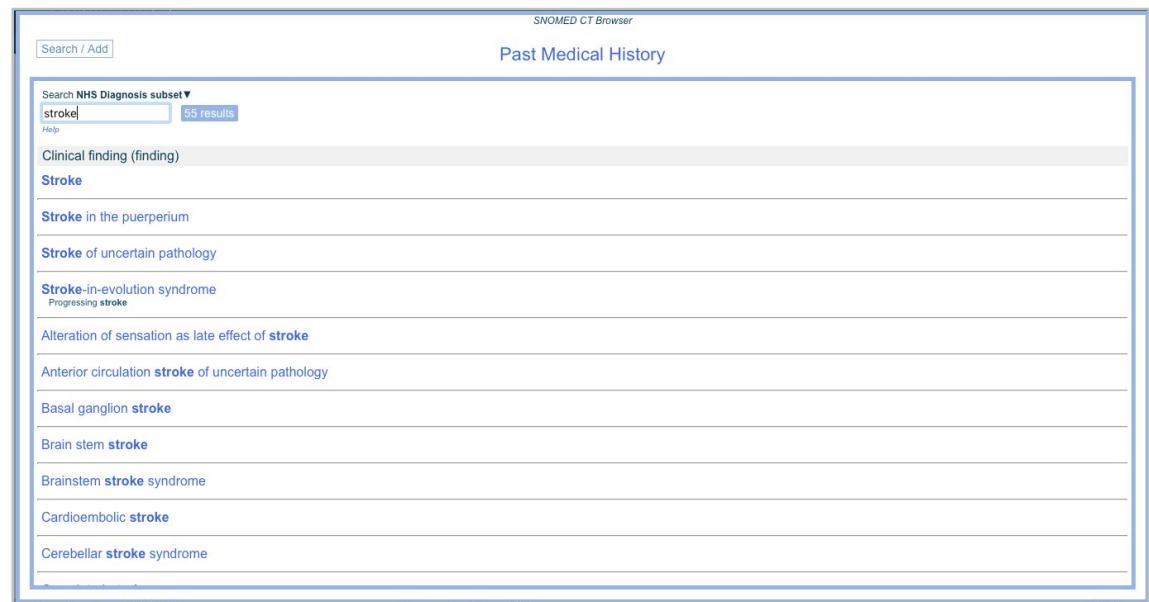 SNOMED CT Browser
Search / Add
Past Medical History
Search NHS Diagnosis subset▼
stroke
55 results
Help
Clinical finding (finding)
Stroke
Stroke in the puerperium
Stroke of uncertain pathology
Stroke-in-evolution syndrome
Progressing stroke
Alteration of sensation as late effect of stroke
Anterior circulation stroke of uncertain pathology
Basal ganglion stroke
Brain stem stroke
Brainstem stroke syndrome
Cardioembolic stroke
Cerebellar stroke syndrome